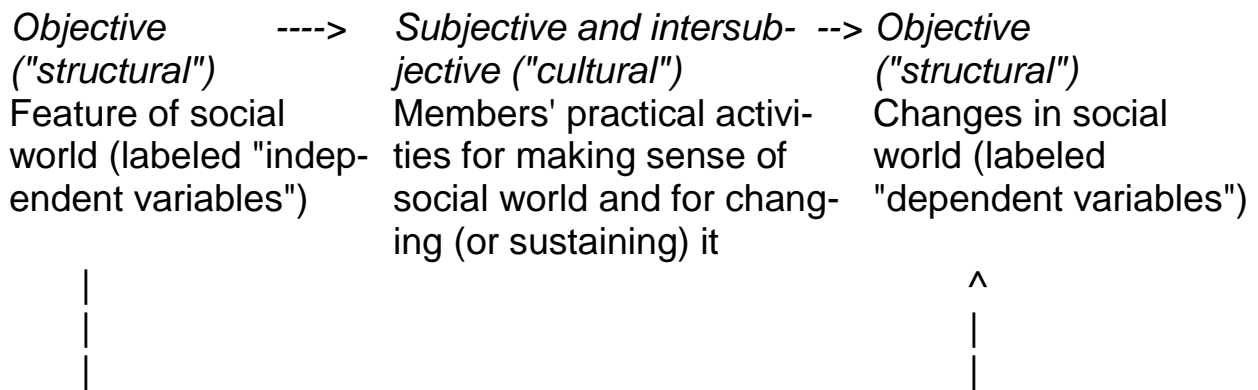 Objective ----> Subjective and intersub- --> Objective
("structural") jective ("cultural") ("structural")
Feature of social Members' practical activi- Changes in social
world (labeled "indep- ties for making sense of world (labeled
endent variables") social world and for chang- "dependent variables")
ing (or sustaining) it
| ^
| |
| |